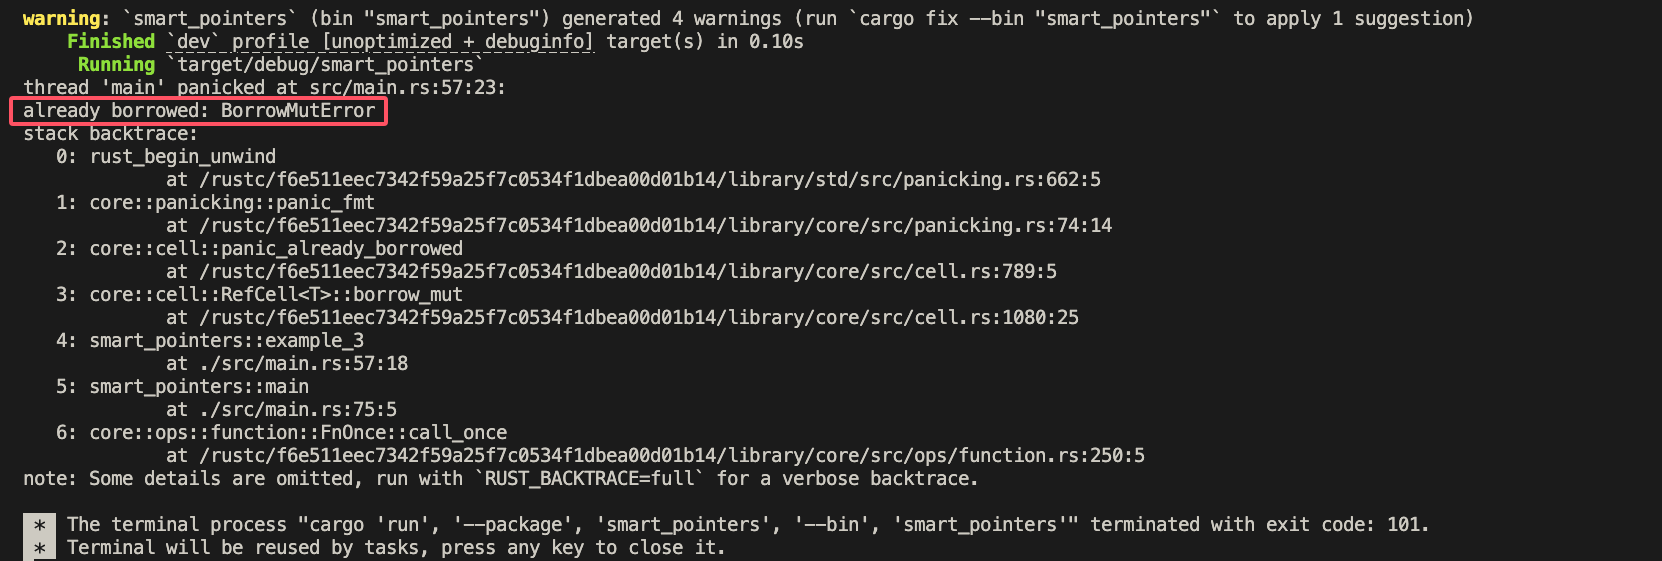 warning: `smart_pointers` (bin "smart_pointers") generated 4 warnings (run `cargo fix --bin "smart_pointers"` to apply 1 suggestion)
    Finished `dev` profile [unoptimized + debuginfo] target(s) in 0.10s
     Running `target/debug/smart_pointers`
thread 'main' panicked at src/main.rs:57:23:
already borrowed: BorrowMutError
stack backtrace:
   0: rust_begin_unwind
             at /rustc/f6e511eec7342f59a25f7c0534f1dbea00d01b14/library/std/src/panicking.rs:662:5
   1: core::panicking::panic_fmt
             at /rustc/f6e511eec7342f59a25f7c0534f1dbea00d01b14/library/core/src/panicking.rs:74:14
   2: core::cell::panic_already_borrowed
             at /rustc/f6e511eec7342f59a25f7c0534f1dbea00d01b14/library/core/src/cell.rs:789:5
   3: core::cell::RefCell<T>::borrow_mut
             at /rustc/f6e511eec7342f59a25f7c0534f1dbea00d01b14/library/core/src/cell.rs:1080:25
   4: smart_pointers::example_3
             at ./src/main.rs:57:18
   5: smart_pointers::main
             at ./src/main.rs:75:5
   6: core::ops::function::FnOnce::call_once
             at /rustc/f6e511eec7342f59a25f7c0534f1dbea00d01b14/library/core/src/ops/function.rs:250:5
note: Some details are omitted, run with `RUST_BACKTRACE=full` for a verbose backtrace.
 * The terminal process "cargo 'run', '--package', 'smart_pointers', '--bin', 'smart_pointers'" terminated with exit code: 101.
 * Terminal will be reused by tasks, press any key to close it.